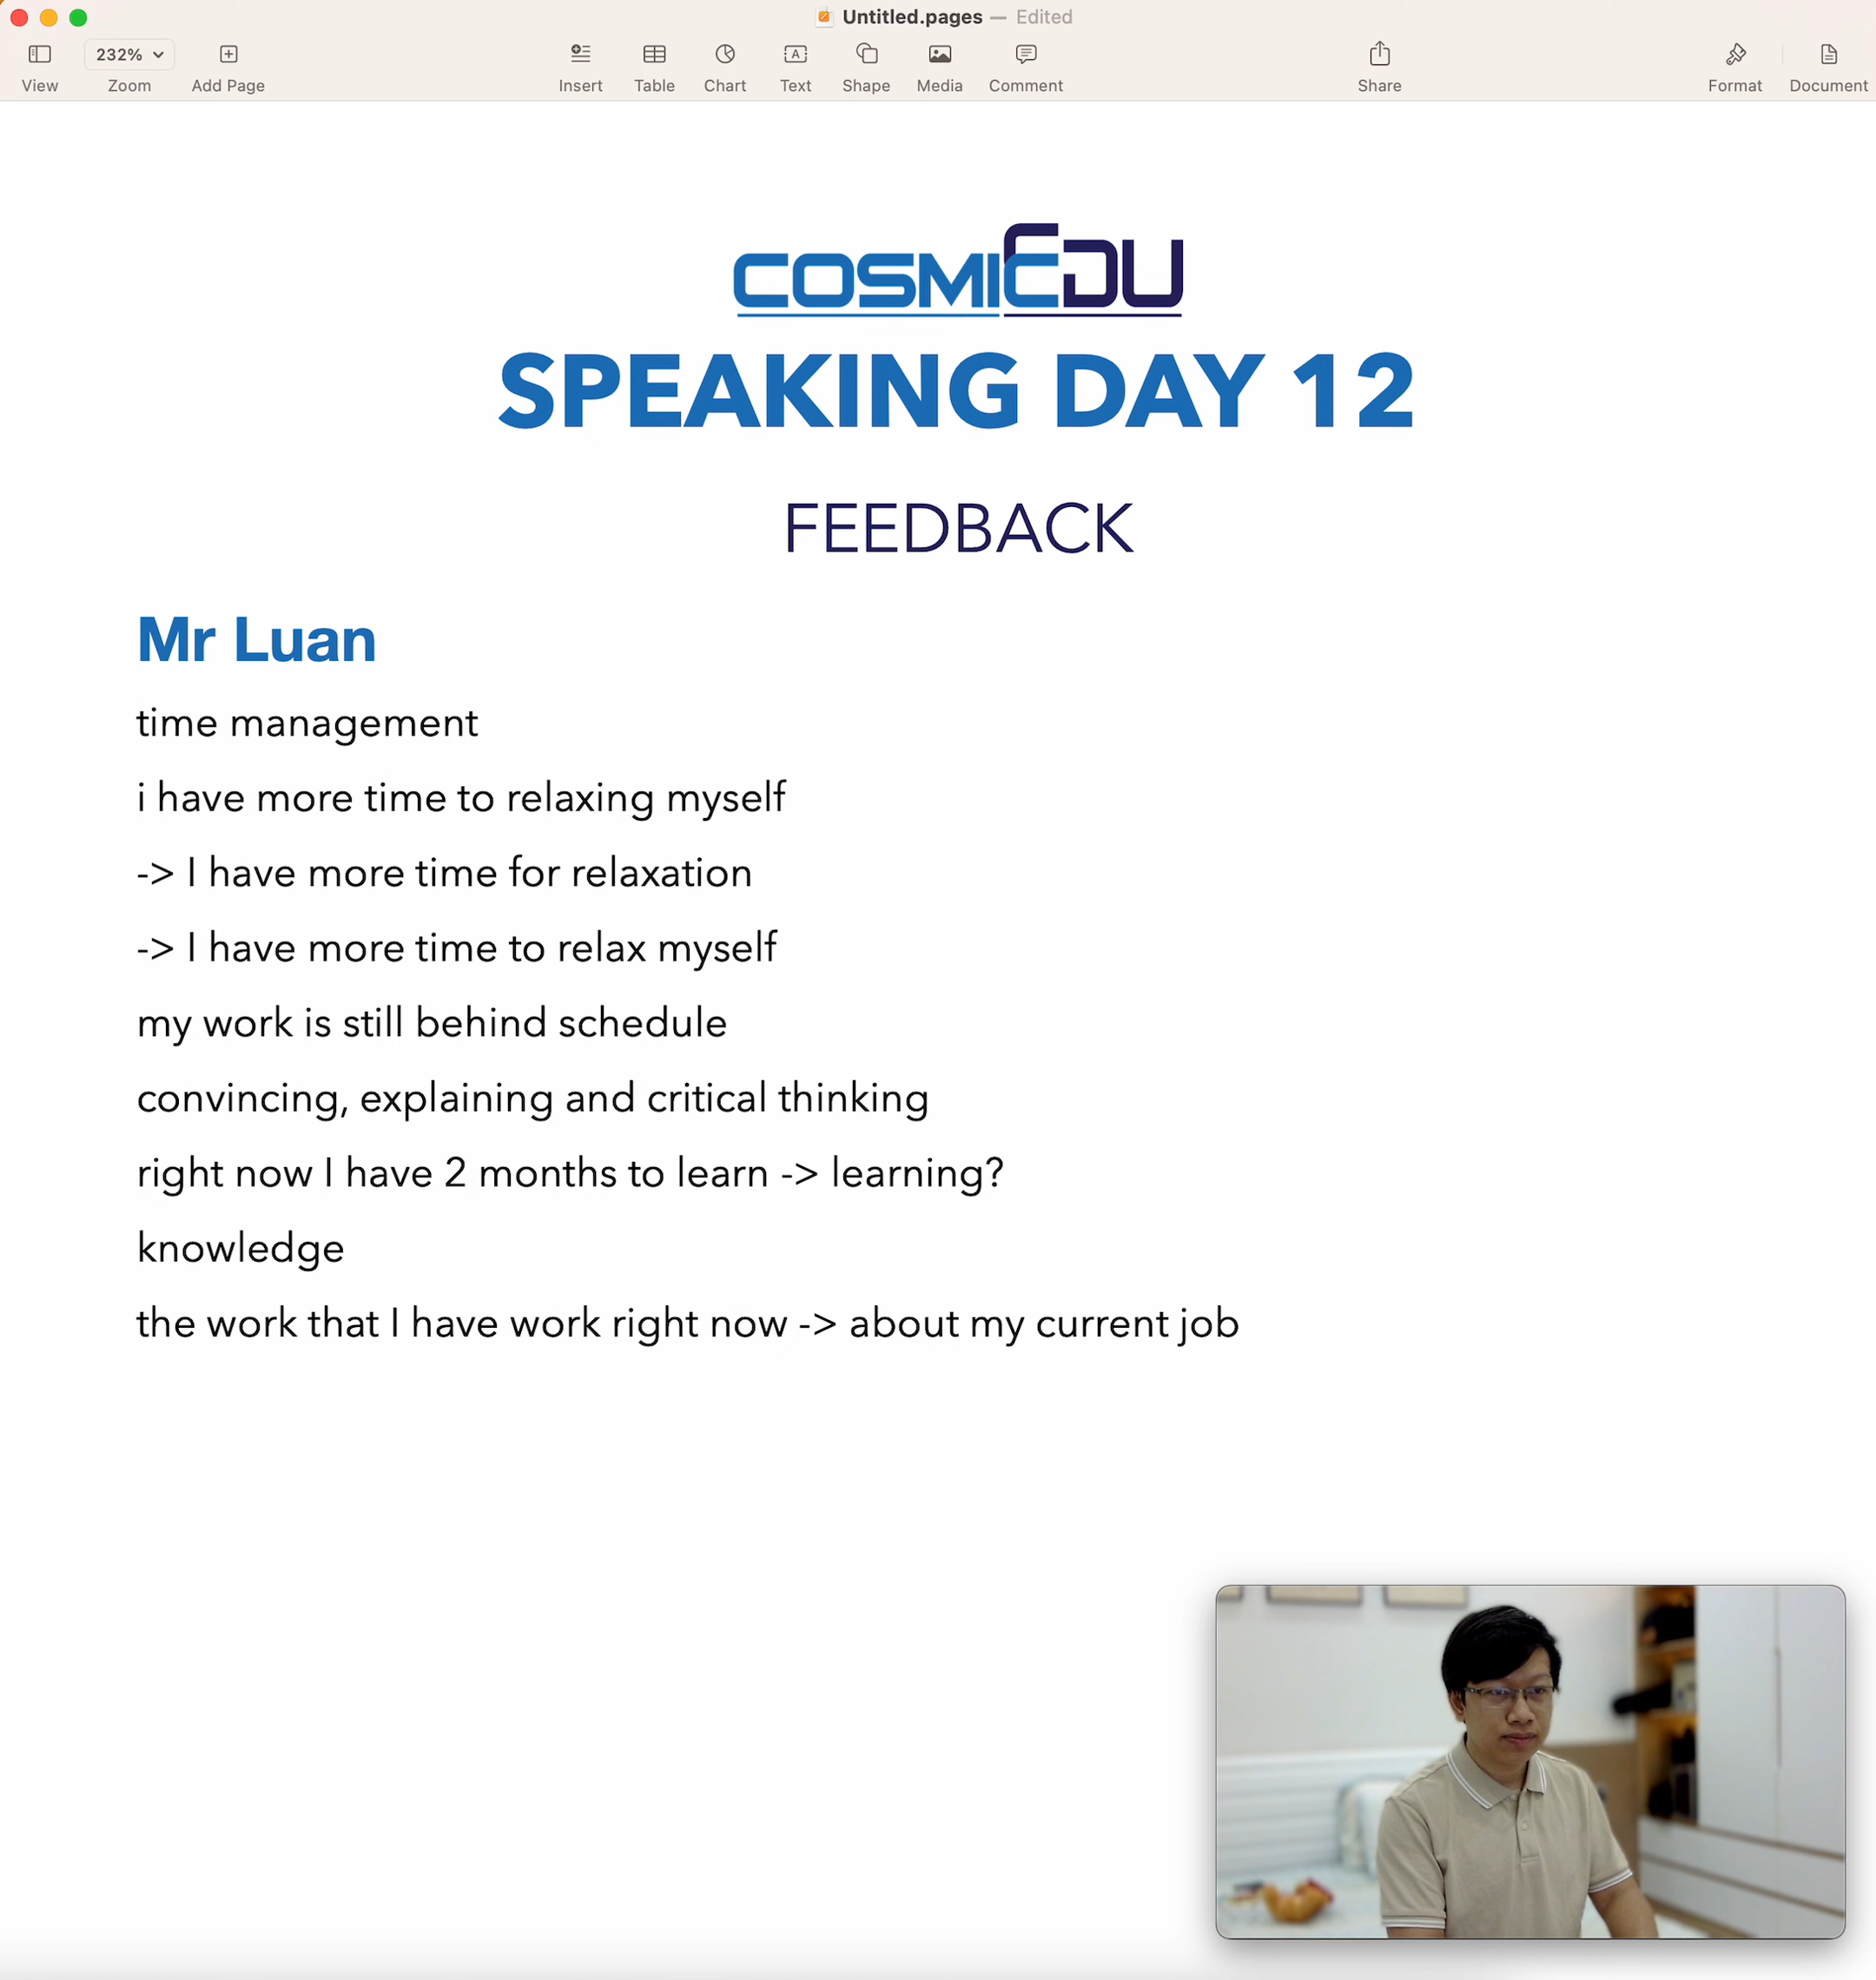 Untitled.pages — Edited
232%
View Zoom Add Page Insert Table Chart Text Shape Media Comment Share Format Document
COSMICEDU
SPEAKING DAY 12
FEEDBACK
Mr Luan
time management
i have more time to relaxing myself
-> I have more time for relaxation
-> I have more time to relax myself
my work is still behind schedule
convincing, explaining and critical thinking
right now I have 2 months to learn -> learning?
knowledge
the work that I have work right now -> about my current job